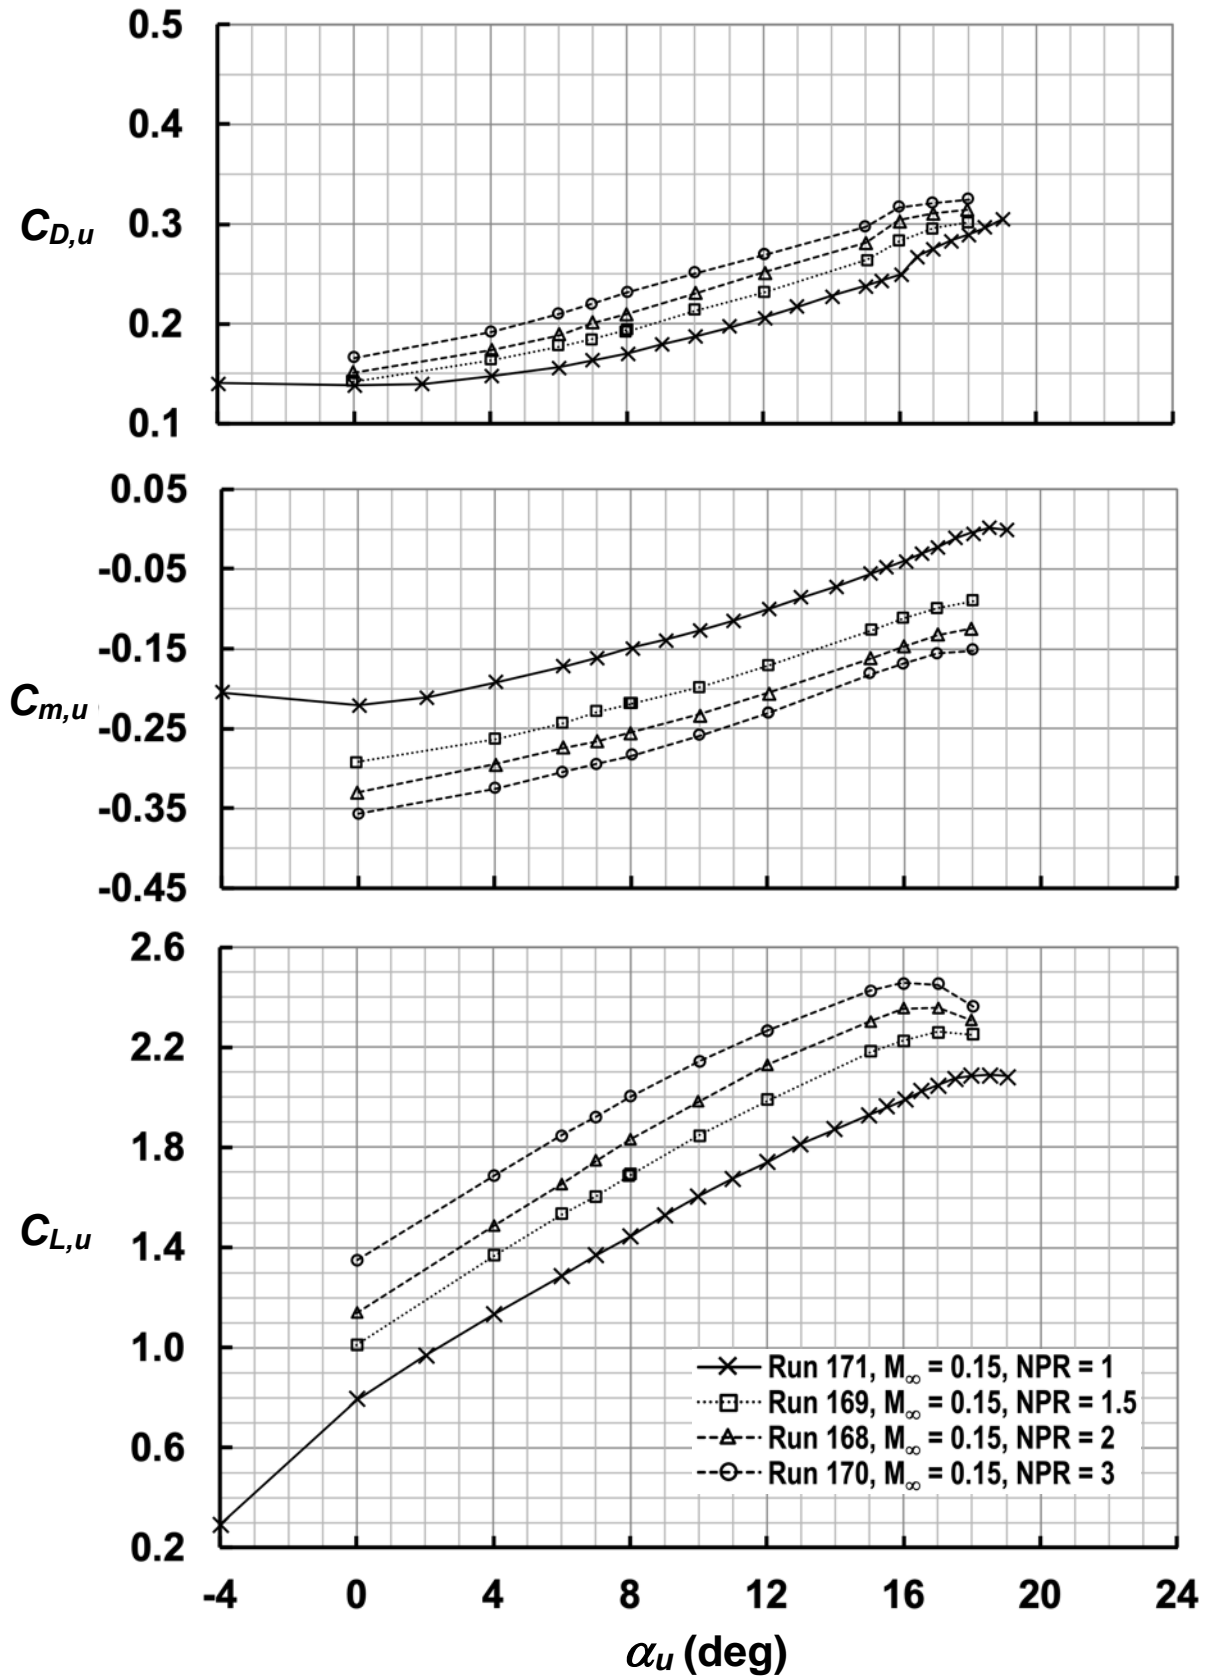 0.5
0.4
0.3
0.2
0.1
C_D,u
0.05
-0.05
-0.15
-0.25
-0.35
-0.45
C_m,u
2.6
2.2
1.8
1.4
1.0
0.6
0.2
C_L,u
Run 171, M∞ = 0.15, NPR = 1
Run 169, M∞ = 0.15, NPR = 1.5
Run 168, M∞ = 0.15, NPR = 2
Run 170, M∞ = 0.15, NPR = 3
-4 0 4 8 12 16 20 24
α_u (deg)